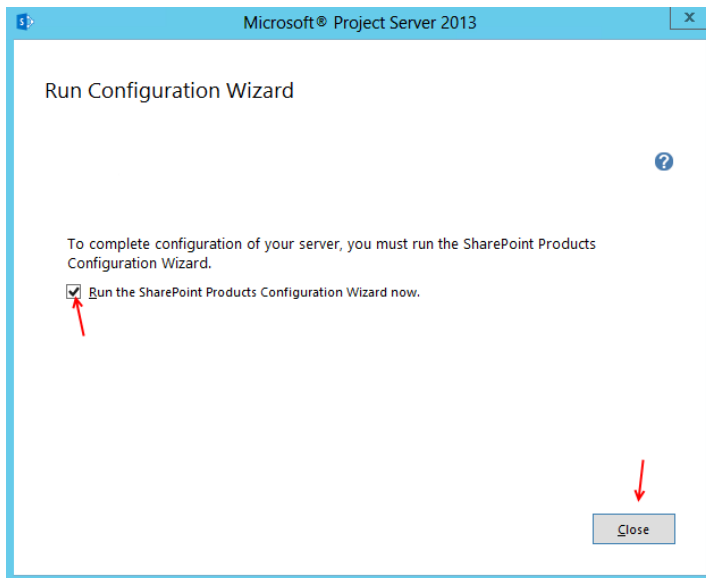 Microsoft® Project Server 2013
x
Run Configuration Wizard
?
To complete configuration of your server, you must run the SharePoint Products
Configuration Wizard.
Run the SharePoint Products Configuration Wizard now.
Close